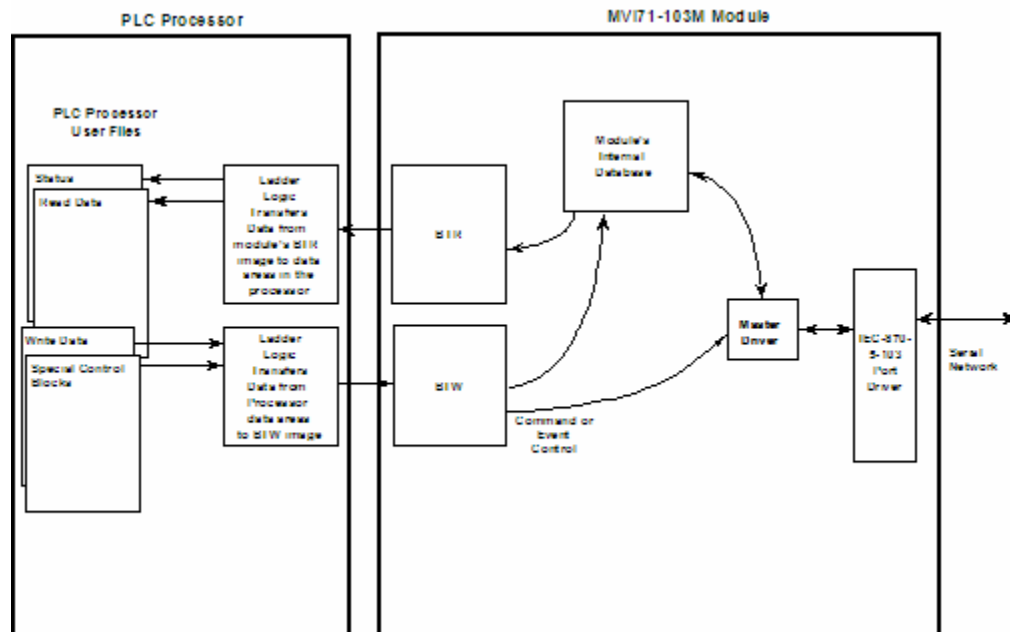 PLC Processor
MVI71-103M Module
PLC Processor
User Files
Status
Read Data
Write Data
Special Control
Blocks
Ladder
Logic
Transfers
Data from
module's BTR
image to data
areas in the
processor
Ladder
Logic
Transfers
Data from
Processor
data areas
to BTW image
BTR
BTW
Module's
Internal
Database
Command or
Event
Control
Master
Driver
IEC-870-
5-103
Port
Driver
Serial
Network